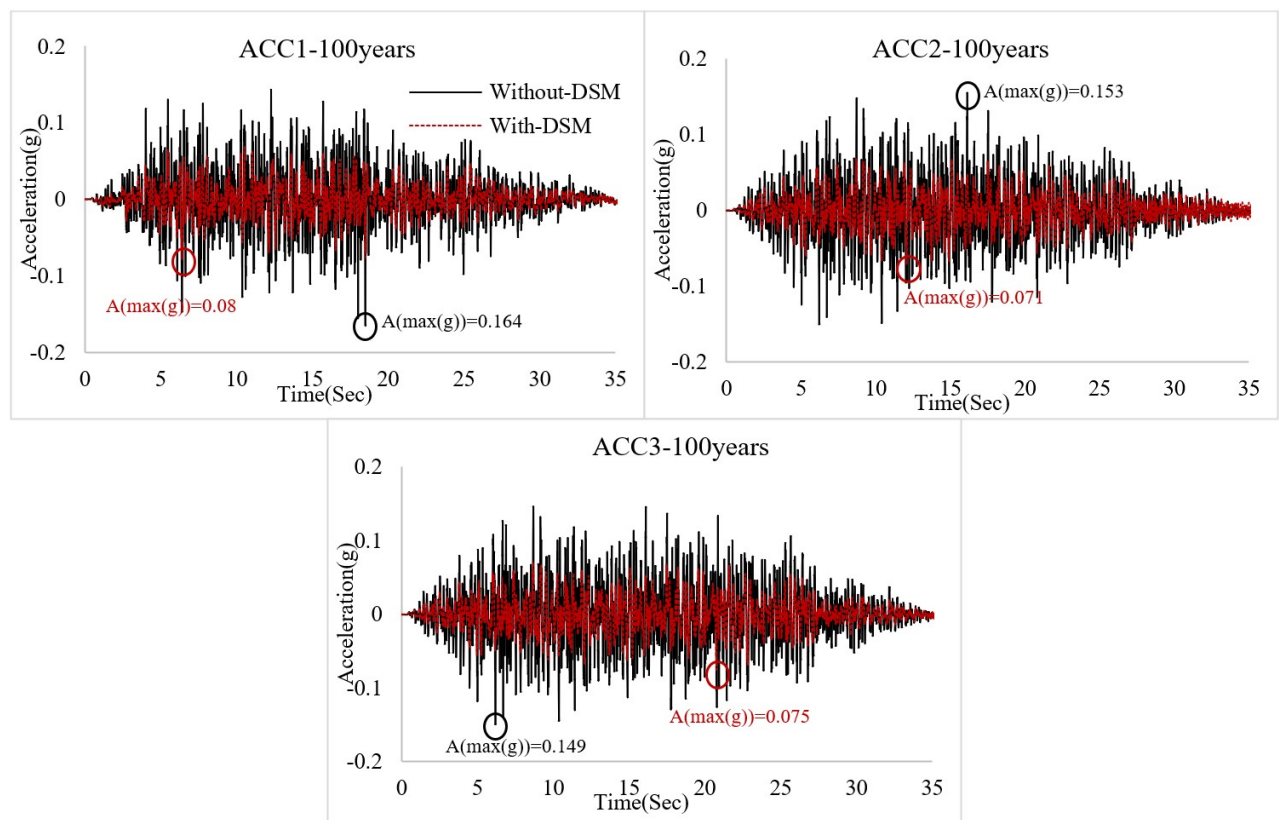 ACC1-100years
0.2
0.1
0
-0.1
-0.2
Acceleration(g)
Without-DSM
With-DSM
A(max(g))=0.08
A(max(g))=0.164
0 5 10 15 20 25 30 35
Time(Sec)
ACC2-100years
0.2
0.1
0
-0.1
-0.2
Acceleration(g)
A(max(g))=0.153
A(max(g))=0.071
0 5 10 15 20 25 30 35
Time(Sec)
ACC3-100years
0.2
0.1
0
-0.1
-0.2
Acceleration(g)
A(max(g))=0.075
A(max(g))=0.149
0 5 10 15 20 25 30 35
Time(Sec)